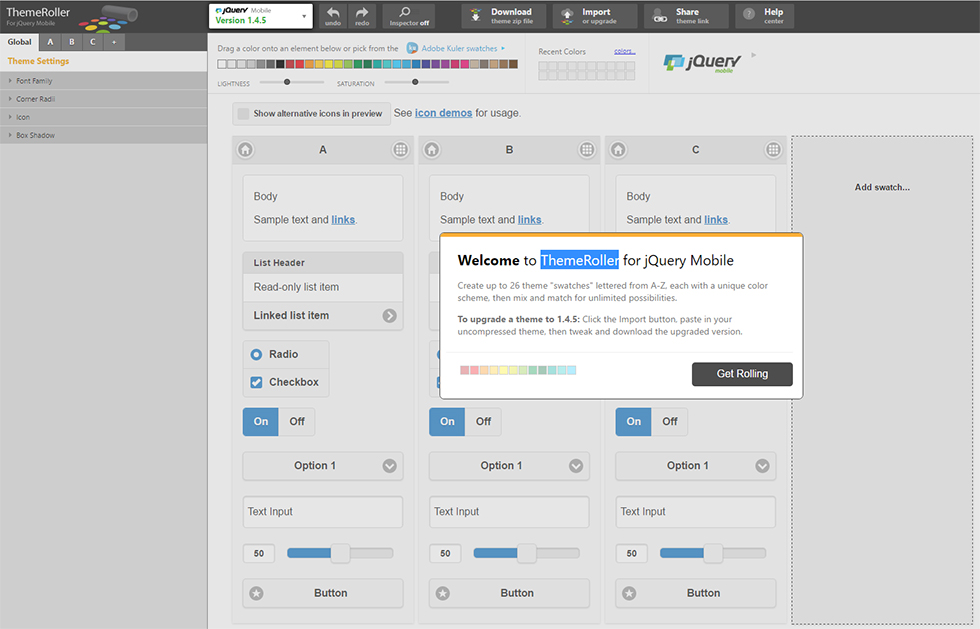 ThemeRoller
For jQuery Mobile
jQuery Mobile
Version 1.4.5
undo
redo
Inspector off
Download
theme zip file
Import
or upgrade
Share
theme link
Help
center
Global
A
B
C
+
Theme Settings
Font Family
Corner Radii
Icon
Box Shadow
Drag a color onto an element below or pick from the Adobe Kuler swatches
LIGHTNESS
SATURATION
Recent Colors
colors...
jQuery
mobile
Show alternative icons in preview
See icon demos for usage.
A
B
C
Add swatch...
Body
Sample text and links.
Body
Sample text and links.
Body
Sample text and links.
List Header
Read-only list item
Linked list item
Welcome to ThemeRoller for jQuery Mobile
Create up to 26 theme "swatches" lettered from A-Z, each with a unique color
scheme, then mix and match for unlimited possibilities.
To upgrade a theme to 1.4.5: Click the Import button, paste in your
uncompressed theme, then tweak and download the upgraded version.
Get Rolling
Radio
Checkbox
On Off
On Off
On Off
Option 1
Option 1
Option 1
Text Input
Text Input
Text Input
50
50
50
Button
Button
Button